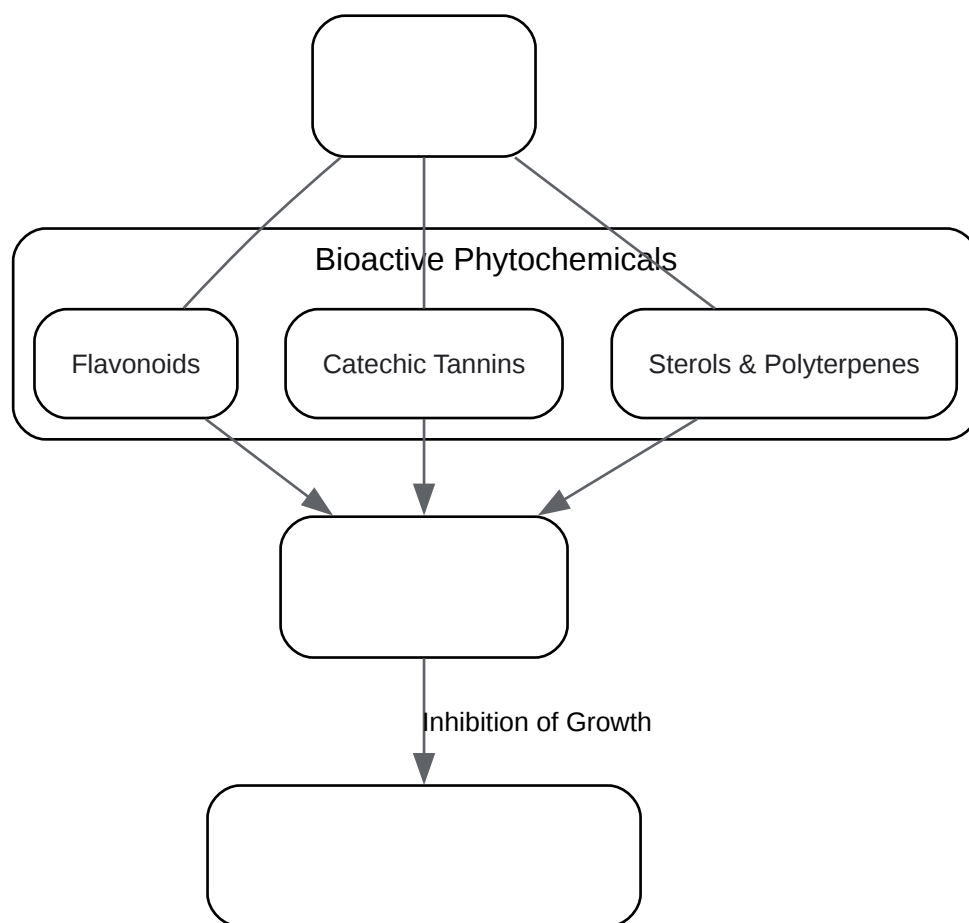 Bioactive Phytochemicals
Flavonoids
Catechic Tannins
Sterols & Polyterpenes
Inhibition of Growth